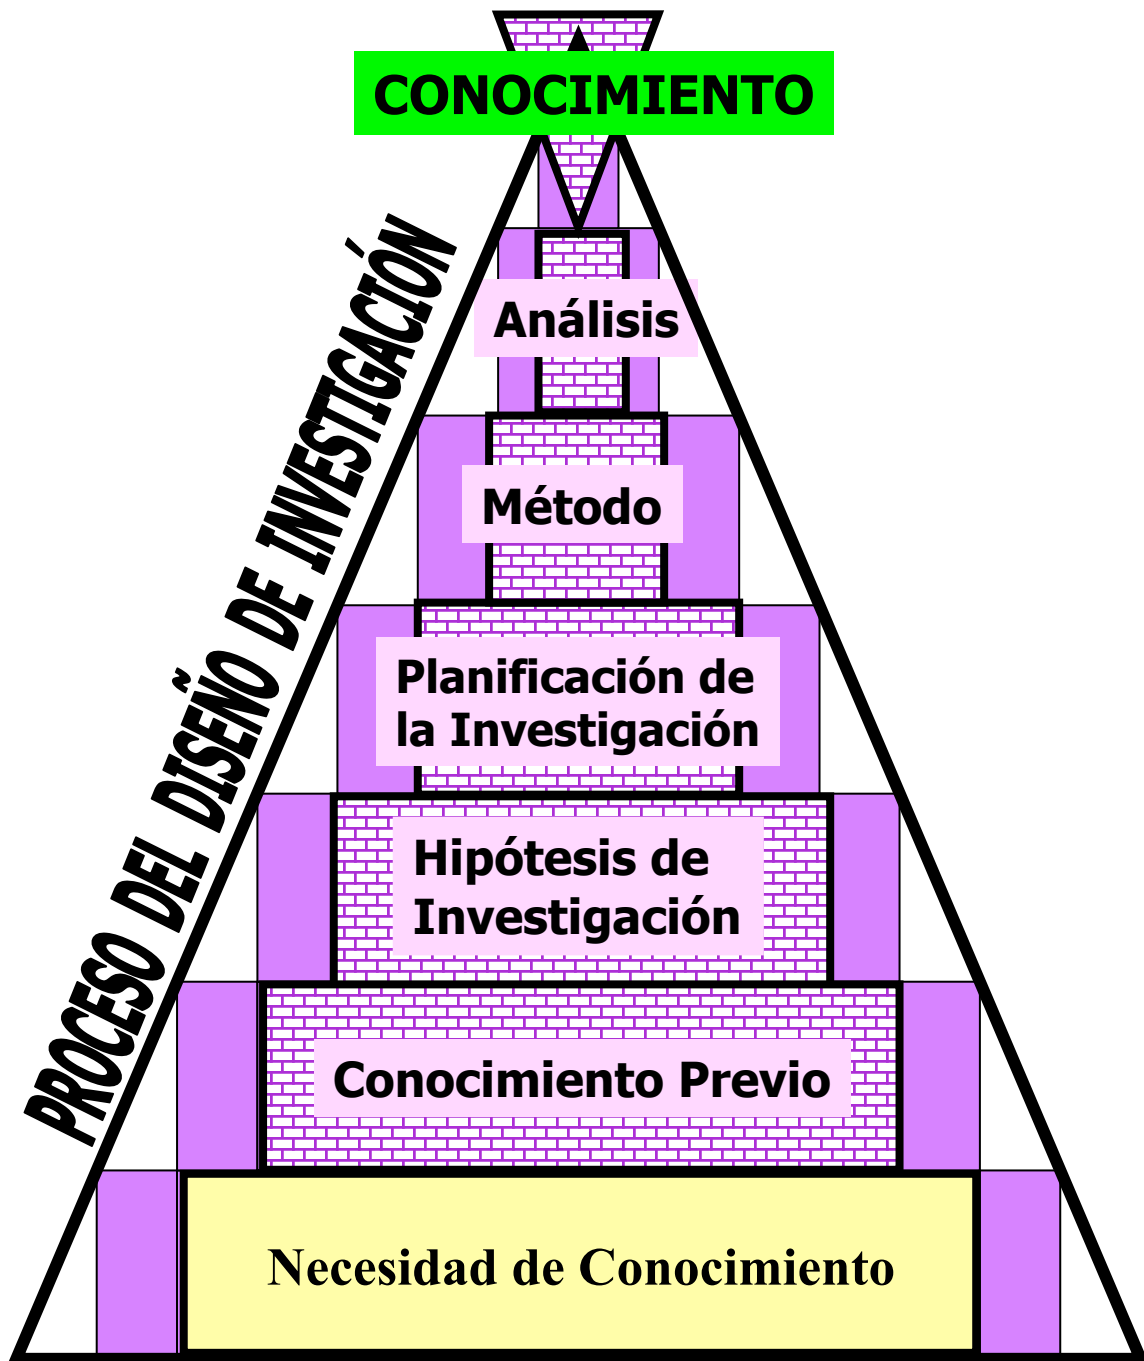 CONOCIMIENTO
PROCESO DEL DISEÑO DE INVESTIGACIÓN
Análisis
Método
Planificación de
la Investigación
Hipótesis de
Investigación
Conocimiento Previo
Necesidad de Conocimiento